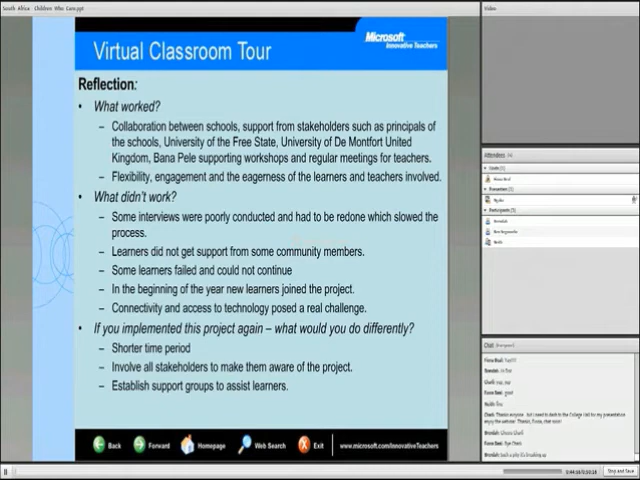 South Africa Children Who Care.ppt
Virtual Classroom Tour
Microsoft
Innovative Teachers
Reflection:
• What worked?
– Collaboration between schools, support from stakeholders such as principals of
the schools, University of the Free State, University of De Montfort United
Kingdom, Bana Pele supporting workshops and regular meetings for teachers.
– Flexibility, engagement and the eagerness of the learners and teachers involved.
• What didn't work?
– Some interviews were poorly conducted and had to be redone which slowed the
process.
– Learners did not get support from some community members.
– Some learners failed and could not continue
– In the beginning of the year new learners joined the project.
– Connectivity and access to technology posed a real challenge.
• If you implemented this project again – what would you do differently?
– Shorter time period
– Involve all stakeholders to make them aware of the project.
– Establish support groups to assist learners.
Back
Forward
Homepage
Web Search
Exit
www.microsoft.com/InnovativeTeachers
Video
Attendees
Chat
enjoy the webinar! Thanks, Fiona, chat soon!
Stop and Save